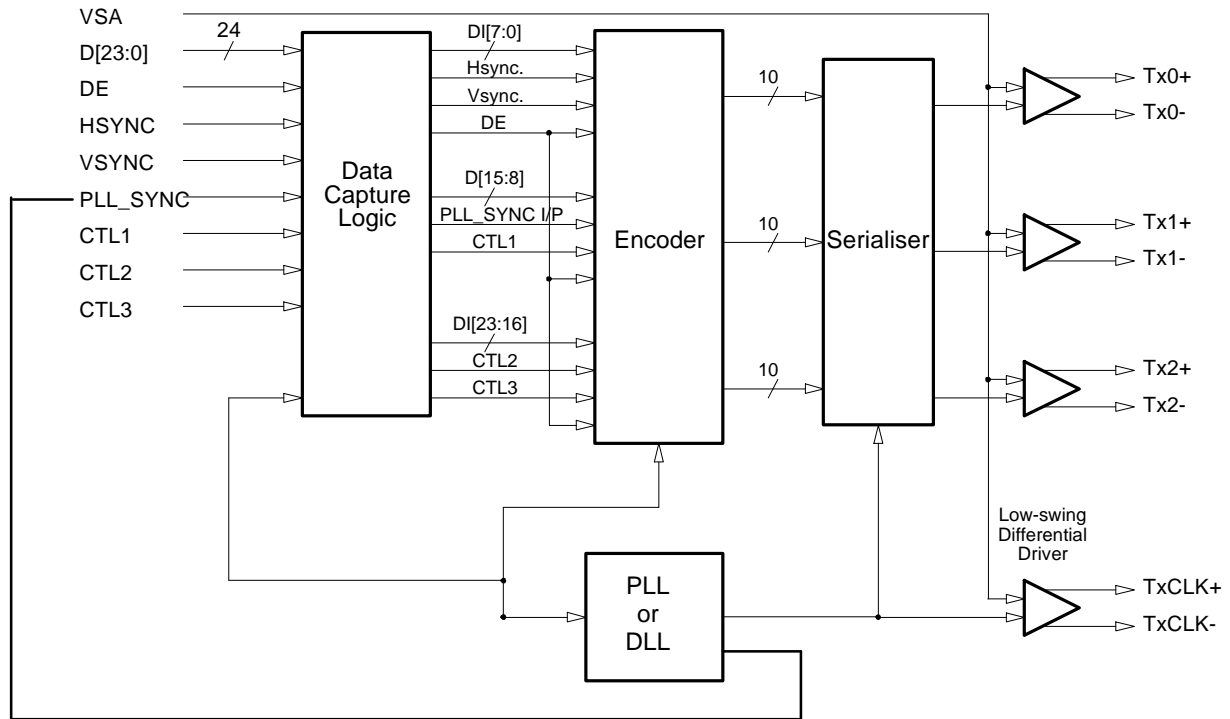 VSA
D[23:0]
24
DE
HSYNC
VSYNC
PLL_SYNC
CTL1
CTL2
CTL3
Data
Capture
Logic
DI[7:0]
Hsync.
Vsync.
DE
D[15:8]
PLL_SYNC I/P
CTL1
DI[23:16]
CTL2
CTL3
Encoder
10
10
10
Serialiser
Tx0+
Tx0-
Tx1+
Tx1-
Tx2+
Tx2-
Low-swing
Differential
Driver
PLL
or
DLL
TxCLK+
TxCLK-